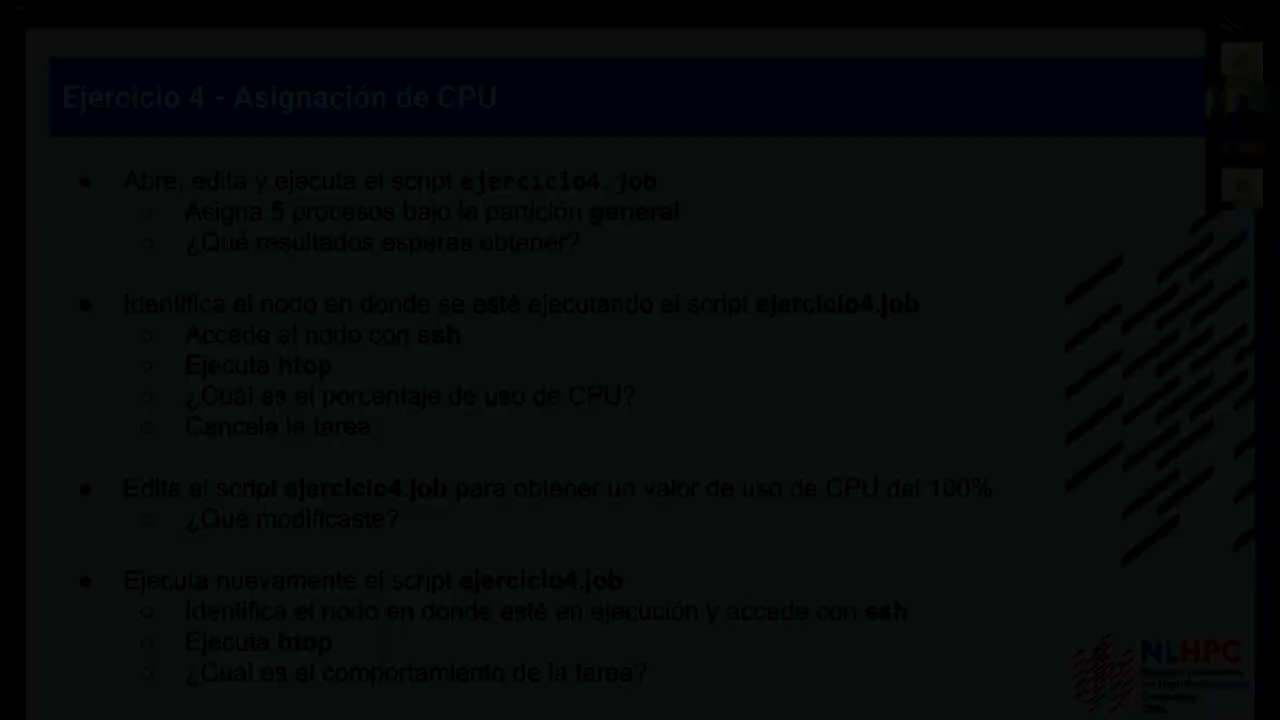 Ejercicio 4 - Asignación de CPU
● Abre, edita y ejecuta el script ejercicio4.job
○ Asigna 5 procesos bajo la partición general
○ ¿Qué resultados esperas obtener?
● Identifica el nodo en donde se esté ejecutando el script ejercicio4.job
○ Accede al nodo con ssh
○ Ejecuta htop
○ ¿Cuál es el porcentaje de uso de CPU?
○ Cancela la tarea
● Edita el script ejercicio4.job para obtener un valor de uso de CPU del 100%
○ ¿Qué modificaste?
● Ejecuta nuevamente el script ejercicio4.job
○ Identifica el nodo en donde esté en ejecución y accede con ssh
○ Ejecuta htop
○ ¿Cual es el comportamiento de la tarea?
NLHPC